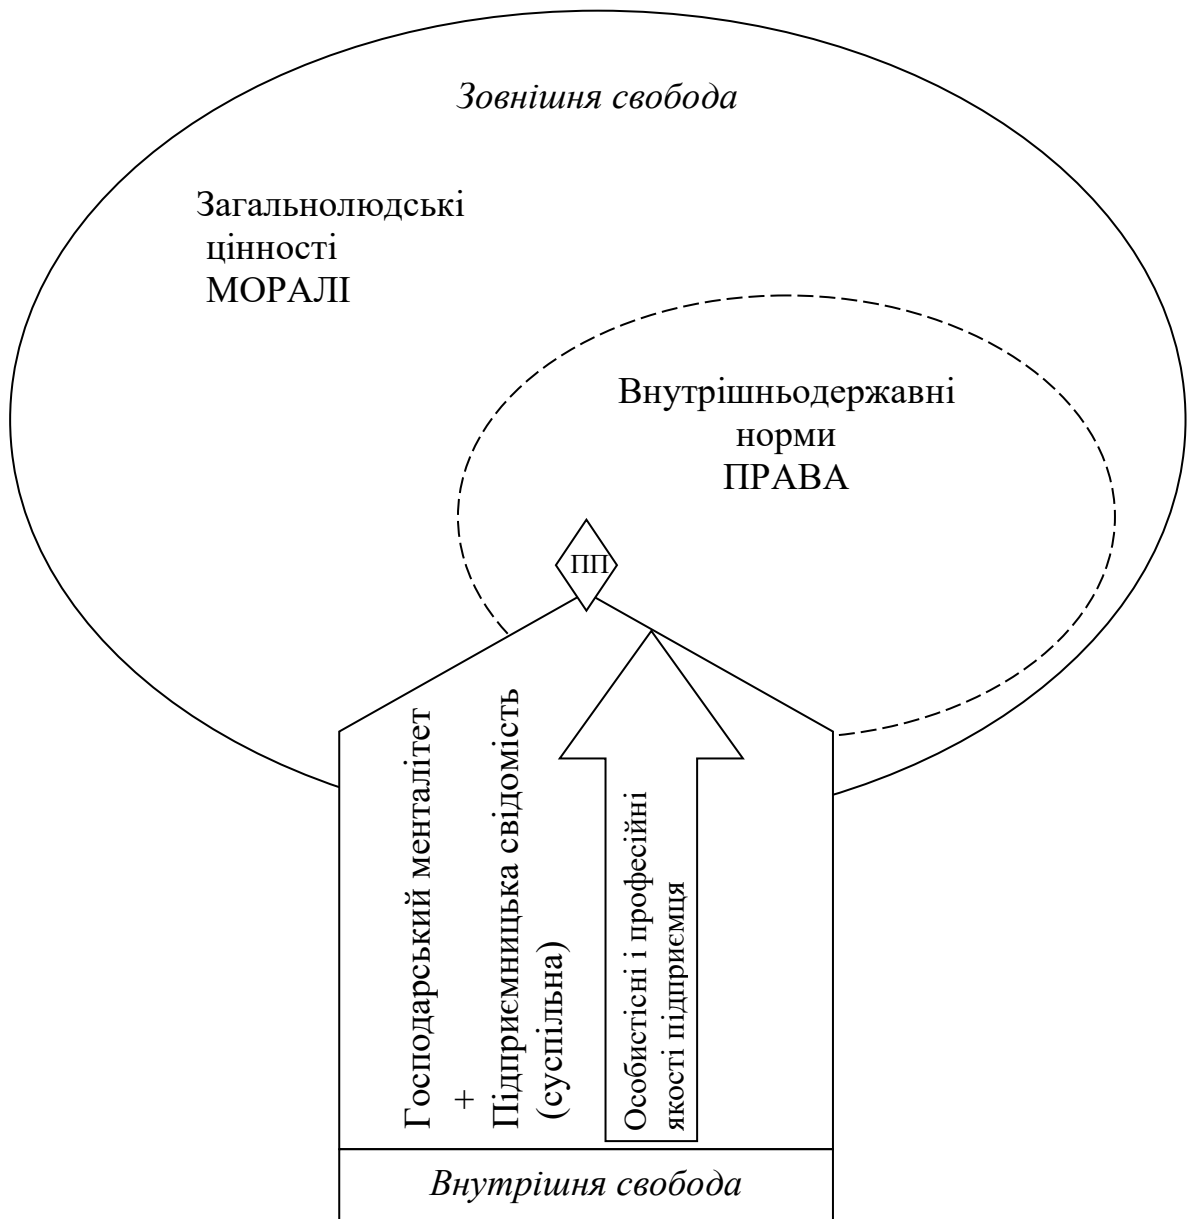 Зовнішня свобода
Загальнолюдські
цінності
МОРАЛІ
Внутрішньодержавні
норми
ПРАВА
ПП
Господарський менталітет
+
Підприємницька свідомість
(суспільна)
Особистісні і професійні
якості підприємця
Внутрішня свобода